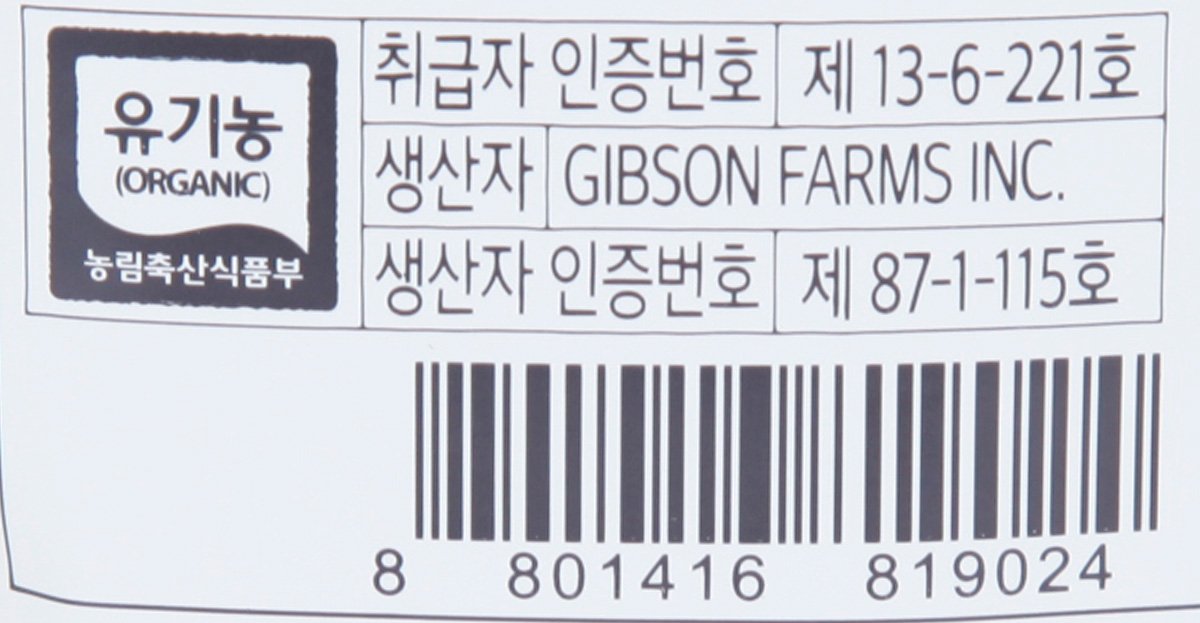 유기농
(ORGANIC)
농림축산식품부
취급자 인증번호 제 13-6-221호
생산자 GIBSON FARMS INC.
생산자 인증번호 제 87-1-115호
8 801416 819024